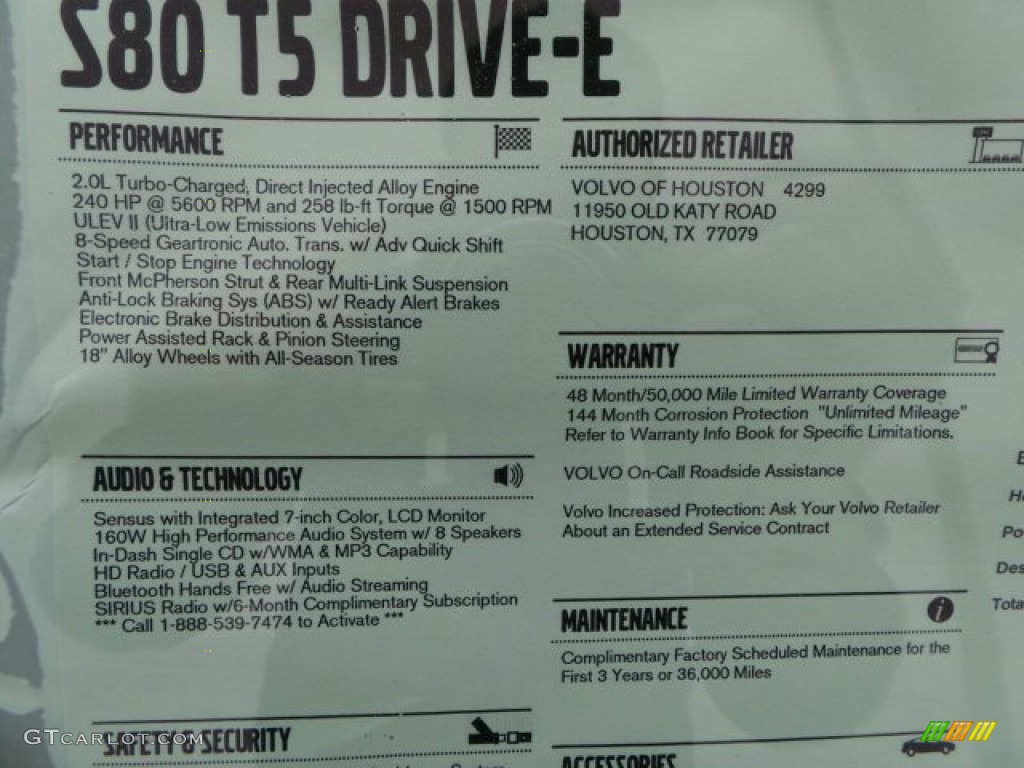 S80 T5 DRIVE-E
PERFORMANCE
2.0L Turbo-Charged, Direct Injected Alloy Engine
240 HP @ 5600 RPM and 258 lb-ft Torque @ 1500 RPM
ULEV II (Ultra-Low Emissions Vehicle)
8-Speed Geartronic Auto. Trans. w/ Adv Quick Shift
Start / Stop Engine Technology
Front McPherson Strut & Rear Multi-Link Suspension
Anti-Lock Braking Sys (ABS) w/ Ready Alert Brakes
Electronic Brake Distribution & Assistance
Power Assisted Rack & Pinion Steering
18" Alloy Wheels with All-Season Tires
AUDIO & TECHNOLOGY
Sensus with Integrated 7-inch Color, LCD Monitor
160W High Performance Audio System w/ 8 Speakers
In-Dash Single CD w/WMA & MP3 Capability
HD Radio / USB & AUX Inputs
Bluetooth Hands Free w/ Audio Streaming
SIRIUS Radio w/6-Month Complimentary Subscription
*** Call 1-888-539-7474 to Activate ***
SAFETY & SECURITY
AUTHORIZED RETAILER
VOLVO OF HOUSTON 4299
11950 OLD KATY ROAD
HOUSTON, TX 77079
WARRANTY
48 Month/50,000 Mile Limited Warranty Coverage
144 Month Corrosion Protection "Unlimited Mileage"
Refer to Warranty Info Book for Specific Limitations.
VOLVO On-Call Roadside Assistance
Volvo Increased Protection: Ask Your Volvo Retailer
About an Extended Service Contract
MAINTENANCE
Complimentary Factory Scheduled Maintenance for the
First 3 Years or 36,000 Miles
ACCESSORIES
Po
Des
Tota
GTCARLOT.COM